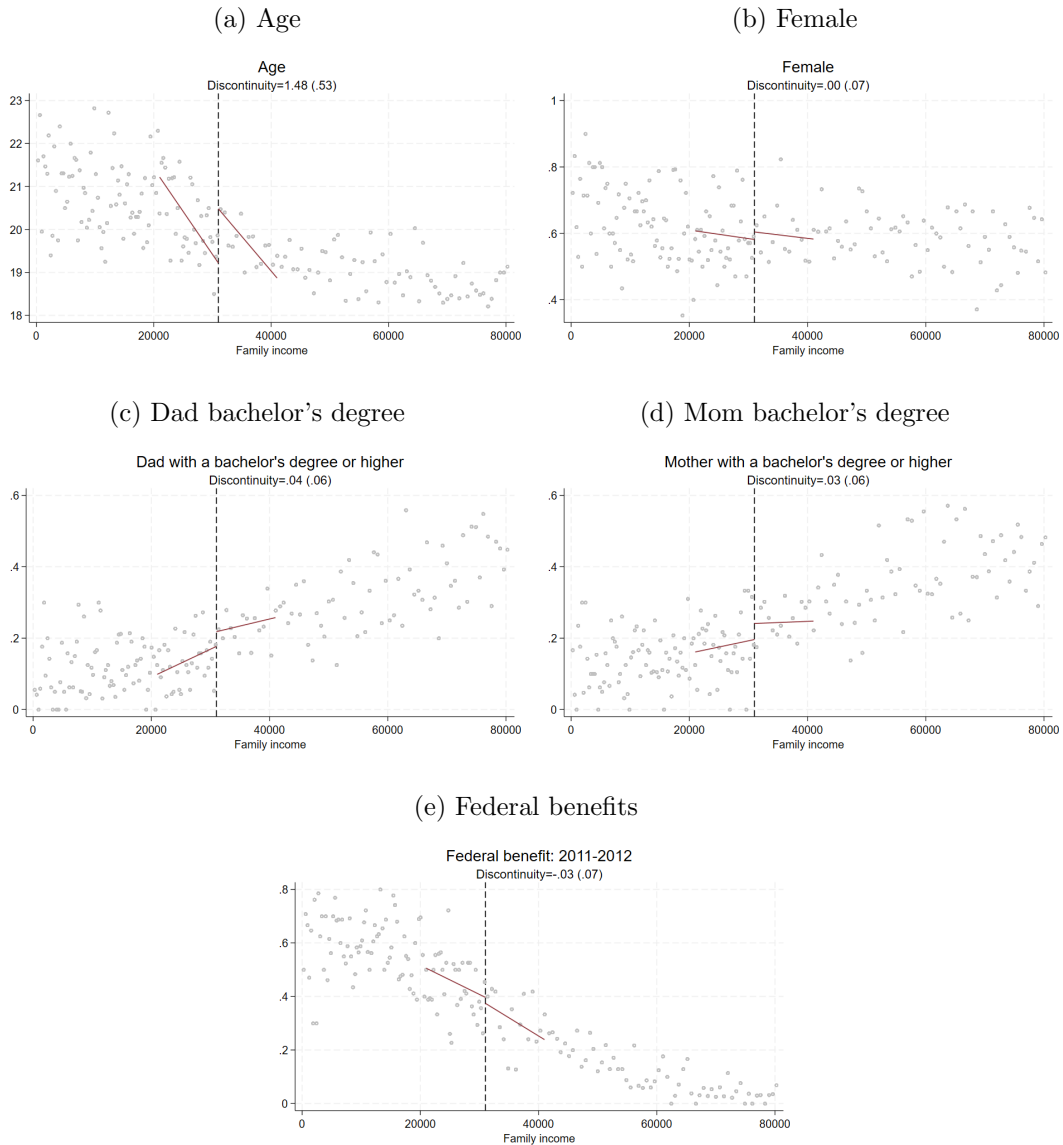 (a) Age
Age
Discontinuity=1.48 (.53)
23
22
21
20
19
18
0 20000 40000 60000 80000
Family income
(b) Female
Female
Discontinuity=.00 (.07)
1
.8
.6
.4
0 20000 40000 60000 80000
Family income
(c) Dad bachelor's degree
Dad with a bachelor's degree or higher
Discontinuity=.04 (.06)
.6
.4
.2
0
0 20000 40000 60000 80000
Family income
(d) Mom bachelor's degree
Mother with a bachelor's degree or higher
Discontinuity=.03 (.06)
.6
.4
.2
0
0 20000 40000 60000 80000
Family income
(e) Federal benefits
Federal benefit: 2011-2012
Discontinuity=-.03 (.07)
.8
.6
.4
.2
0
0 20000 40000 60000 80000
Family income